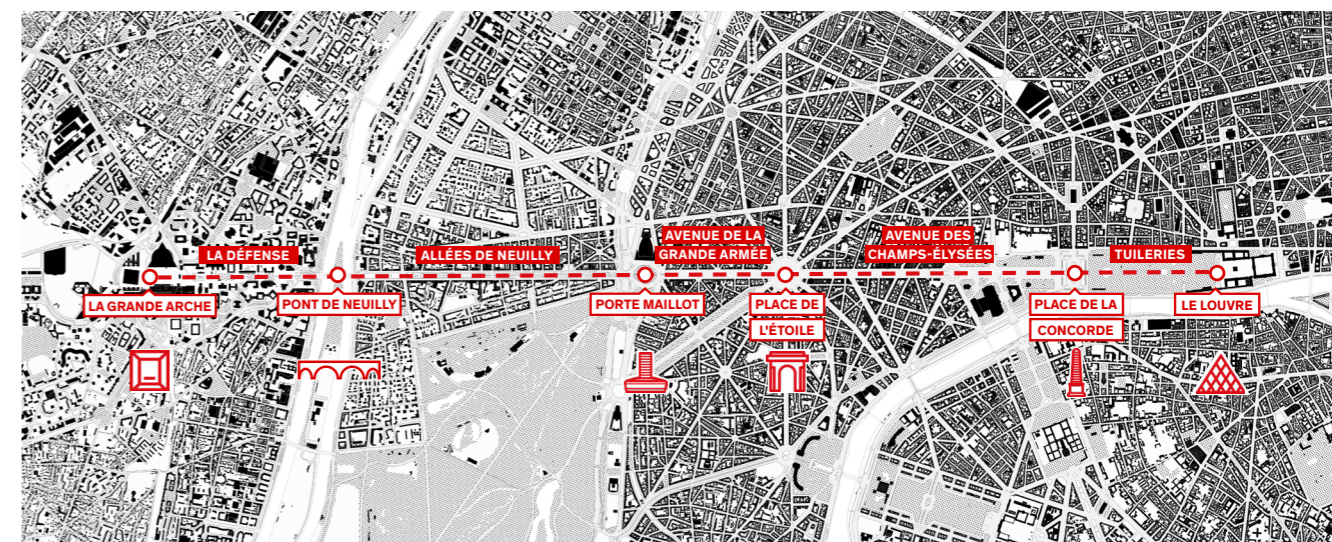 LA DÉFENSE
ALLÉES DE NEUILLY
AVENUE DE LA
GRANDE ARMÉE
AVENUE DES
CHAMPS-ÉLYSÉES
TUILERIES
LA GRANDE ARCHE
PONT DE NEUILLY
PORTE MAILLOT
PLACE DE
L'ÉTOILE
PLACE DE LA
CONCORDE
LE LOUVRE